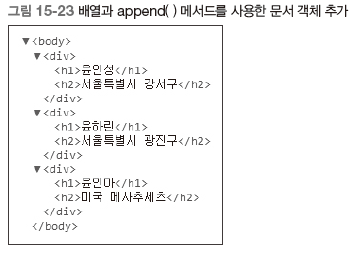 그림 15-23 배열과 append( ) 메서드를 사용한 문서 객체 추가
▼<body>
▼<div>
<h1>윤인성</h1>
<h2>서울특별시 강서구</h2>
</div>
▼<div>
<h1>윤하린</h1>
<h2>서울특별시 광진구</h2>
</div>
▼<div>
<h1>윤인아</h1>
<h2>미국 메사추세츠</h2>
</div>
</body>